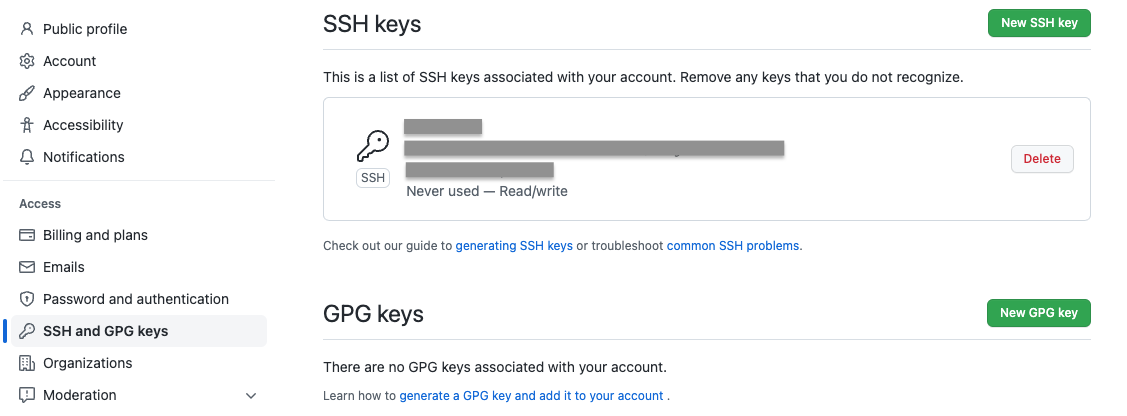 Public profile
Account
Appearance
Accessibility
Notifications
Access
Billing and plans
Emails
Password and authentication
SSH and GPG keys
Organizations
Moderation
SSH keys
New SSH key
This is a list of SSH keys associated with your account. Remove any keys that you do not recognize.
SSH
Never used — Read/write
Delete
Check out our guide to generating SSH keys or troubleshoot common SSH problems.
GPG keys
New GPG key
There are no GPG keys associated with your account.
Learn how to generate a GPG key and add it to your account .